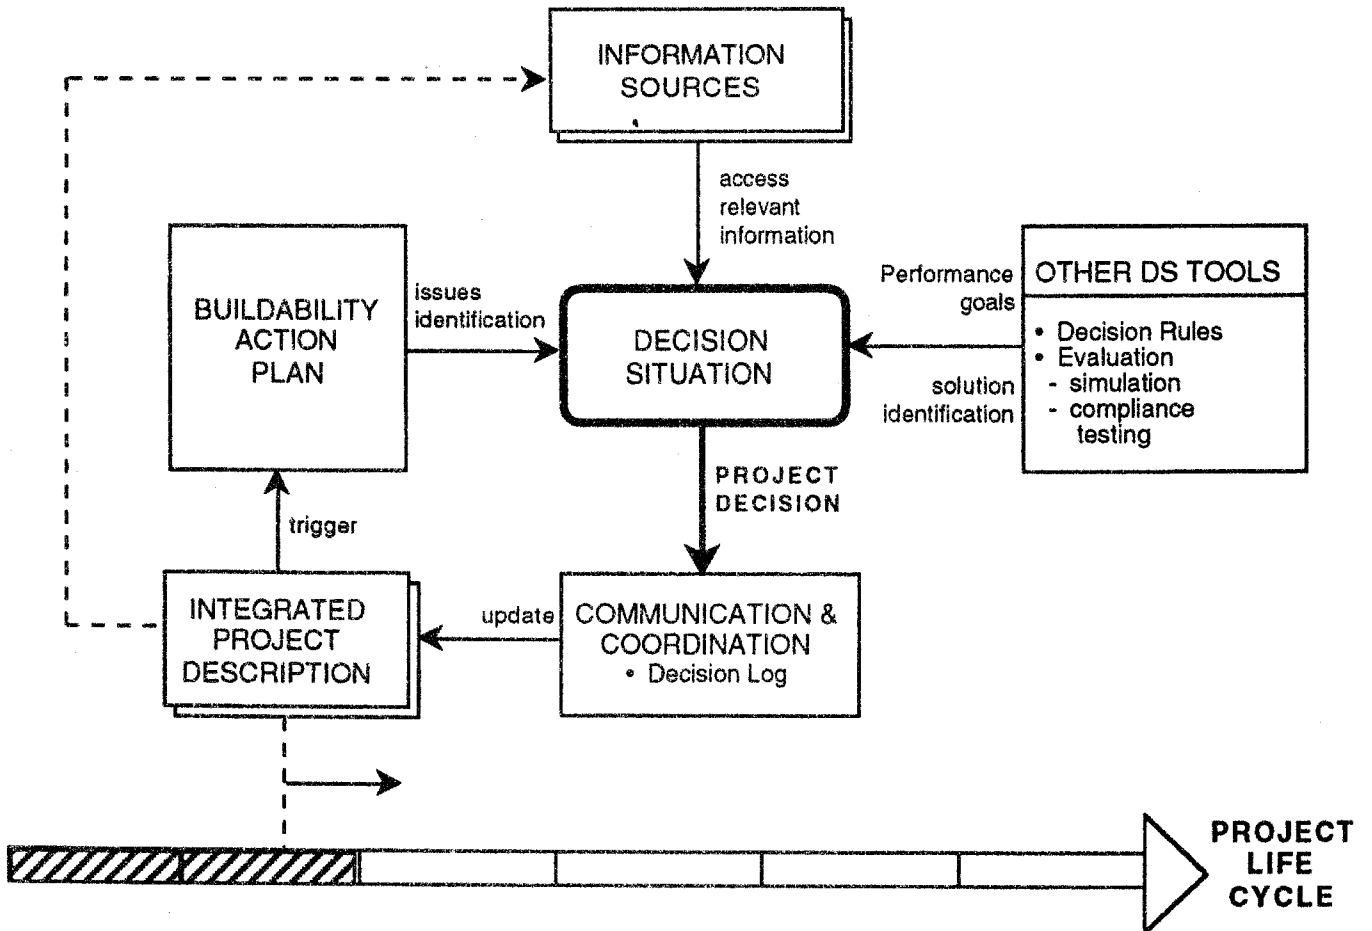 INFORMATION
SOURCES
access
relevant
information
BUILDABILITY
ACTION
PLAN
issues
identification
DECISION
SITUATION
Performance
goals
solution
identification
OTHER DS TOOLS
• Decision Rules
• Evaluation
- simulation
- compliance
testing
PROJECT
DECISION
trigger
INTEGRATED
PROJECT
DESCRIPTION
update
COMMUNICATION &
COORDINATION
• Decision Log
PROJECT
LIFE
CYCLE